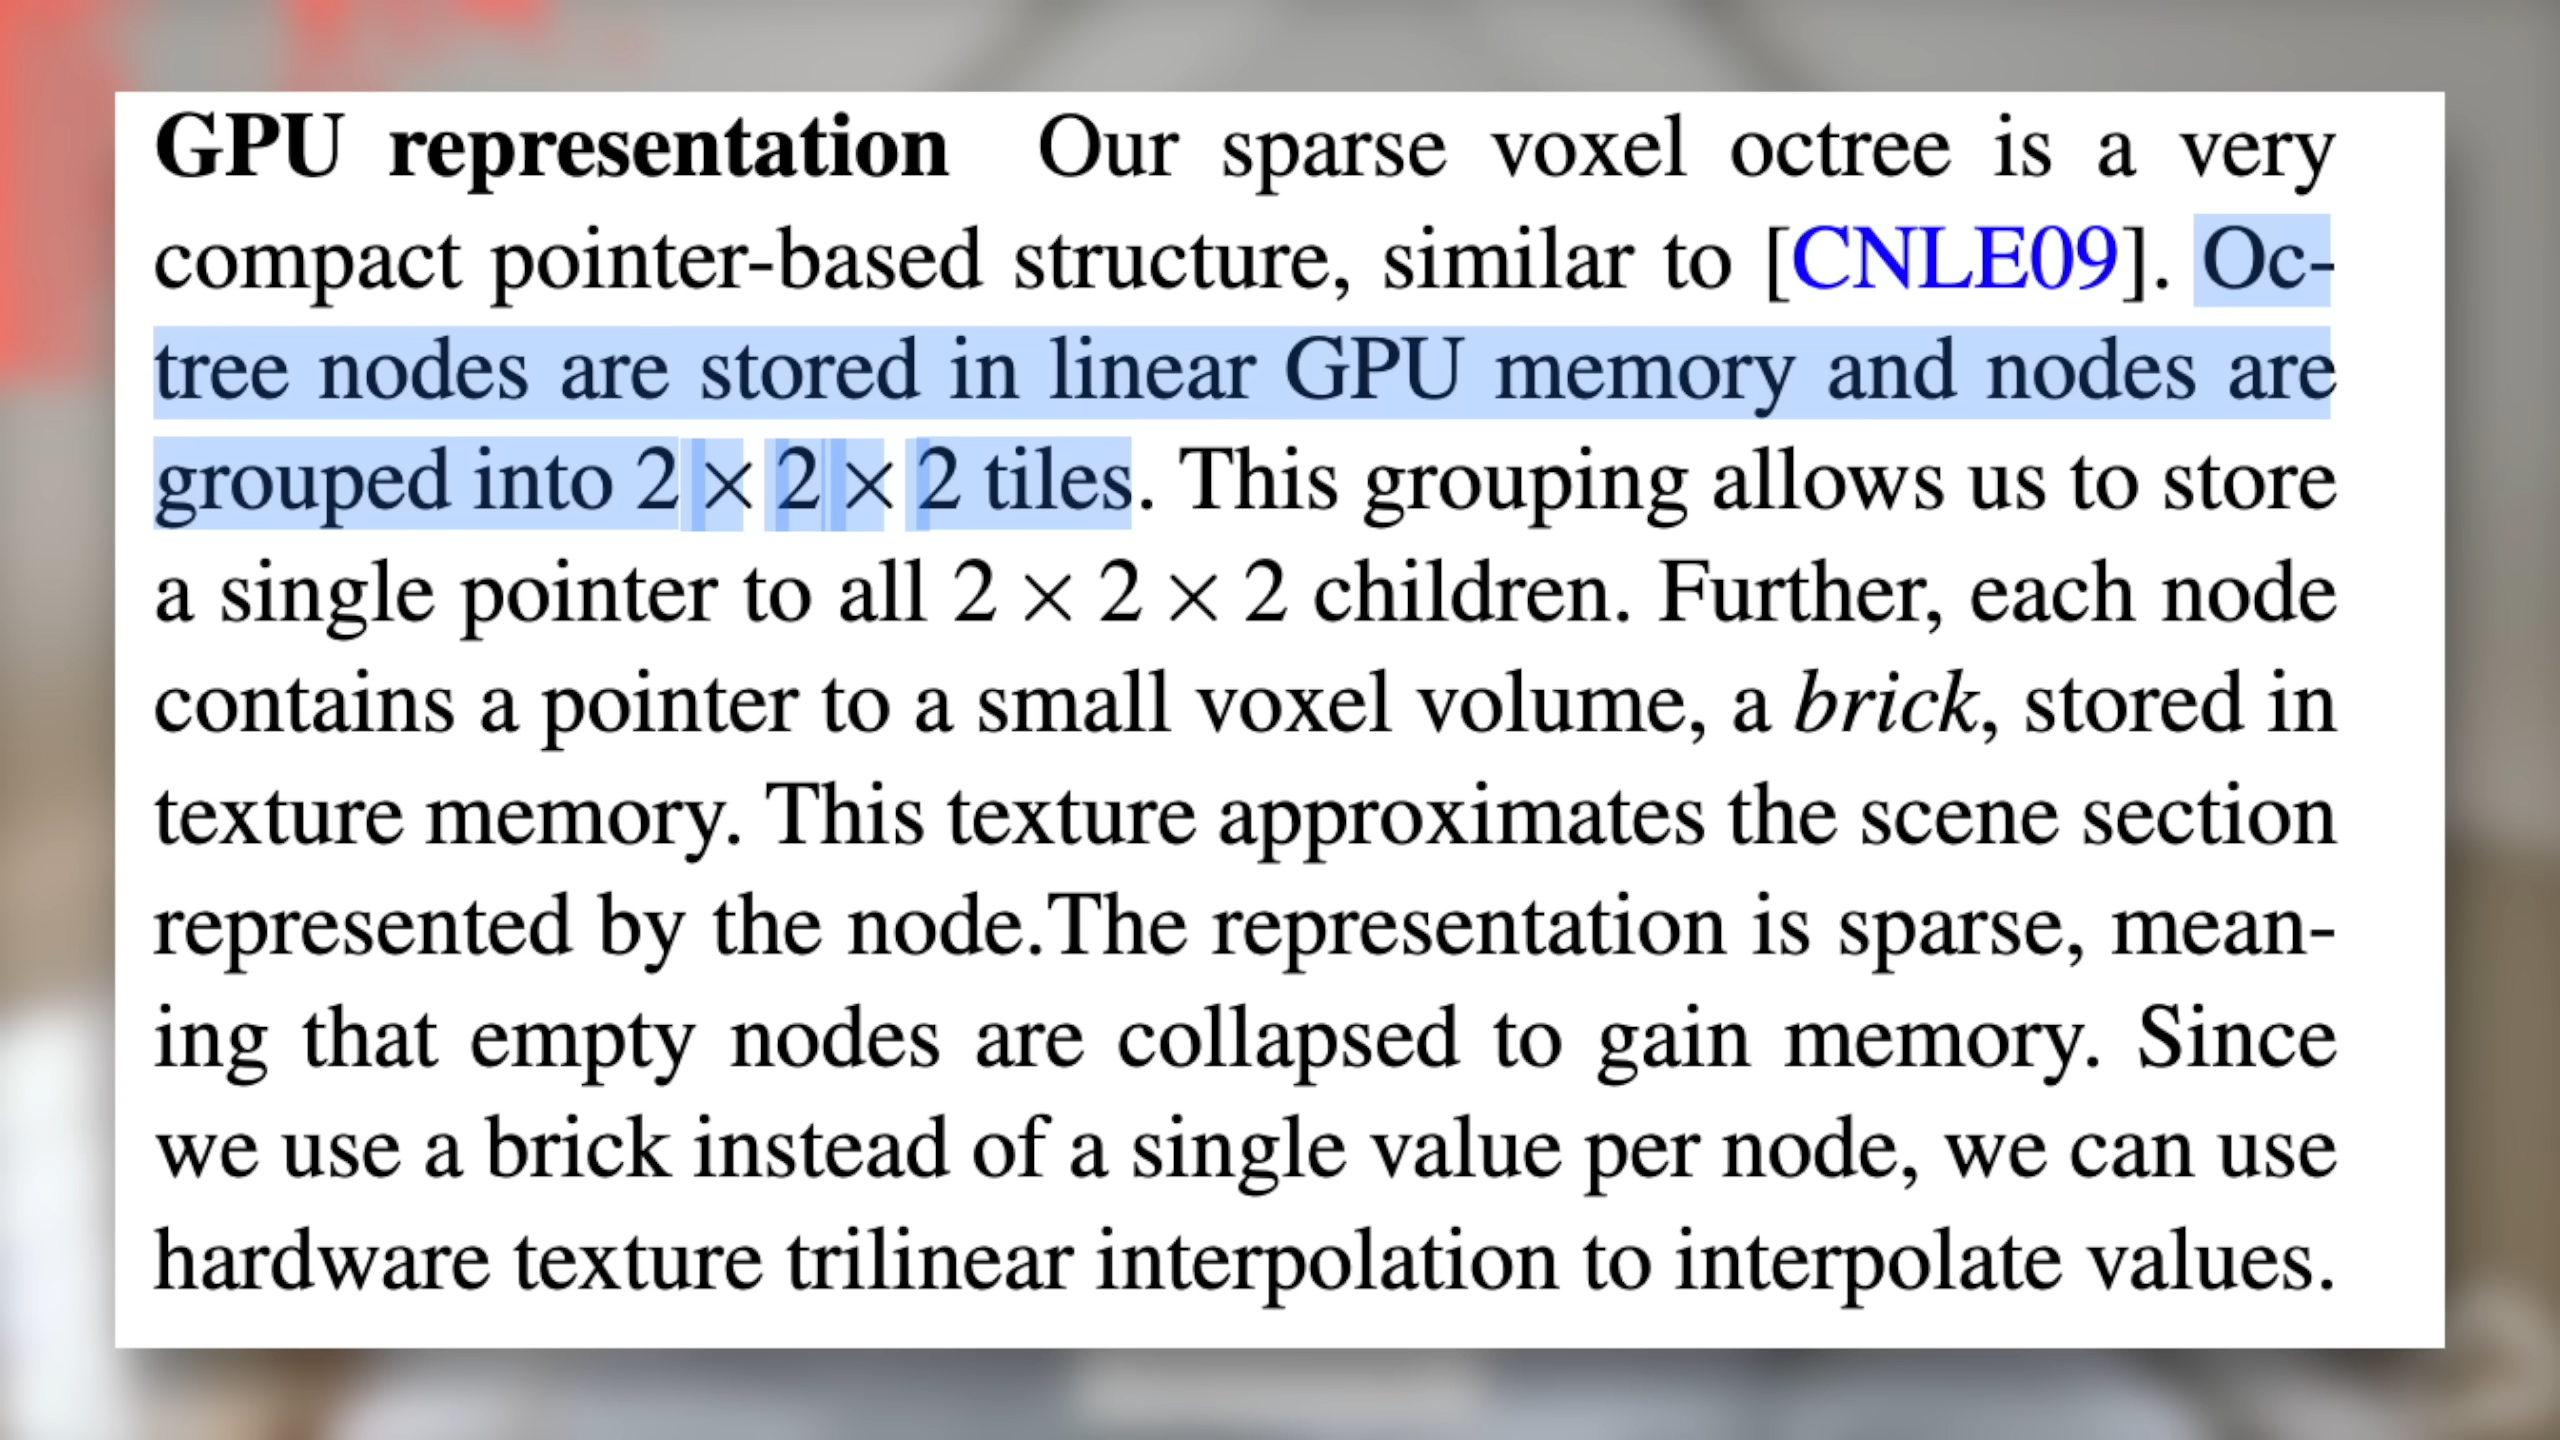 GPU representation Our sparse voxel octree is a very
compact pointer-based structure, similar to [CNLE09]. Oc-
tree nodes are stored in linear GPU memory and nodes are
grouped into 2 × 2 × 2 tiles. This grouping allows us to store
a single pointer to all 2 × 2 × 2 children. Further, each node
contains a pointer to a small voxel volume, a brick, stored in
texture memory. This texture approximates the scene section
represented by the node.The representation is sparse, mean-
ing that empty nodes are collapsed to gain memory. Since
we use a brick instead of a single value per node, we can use
hardware texture trilinear interpolation to interpolate values.